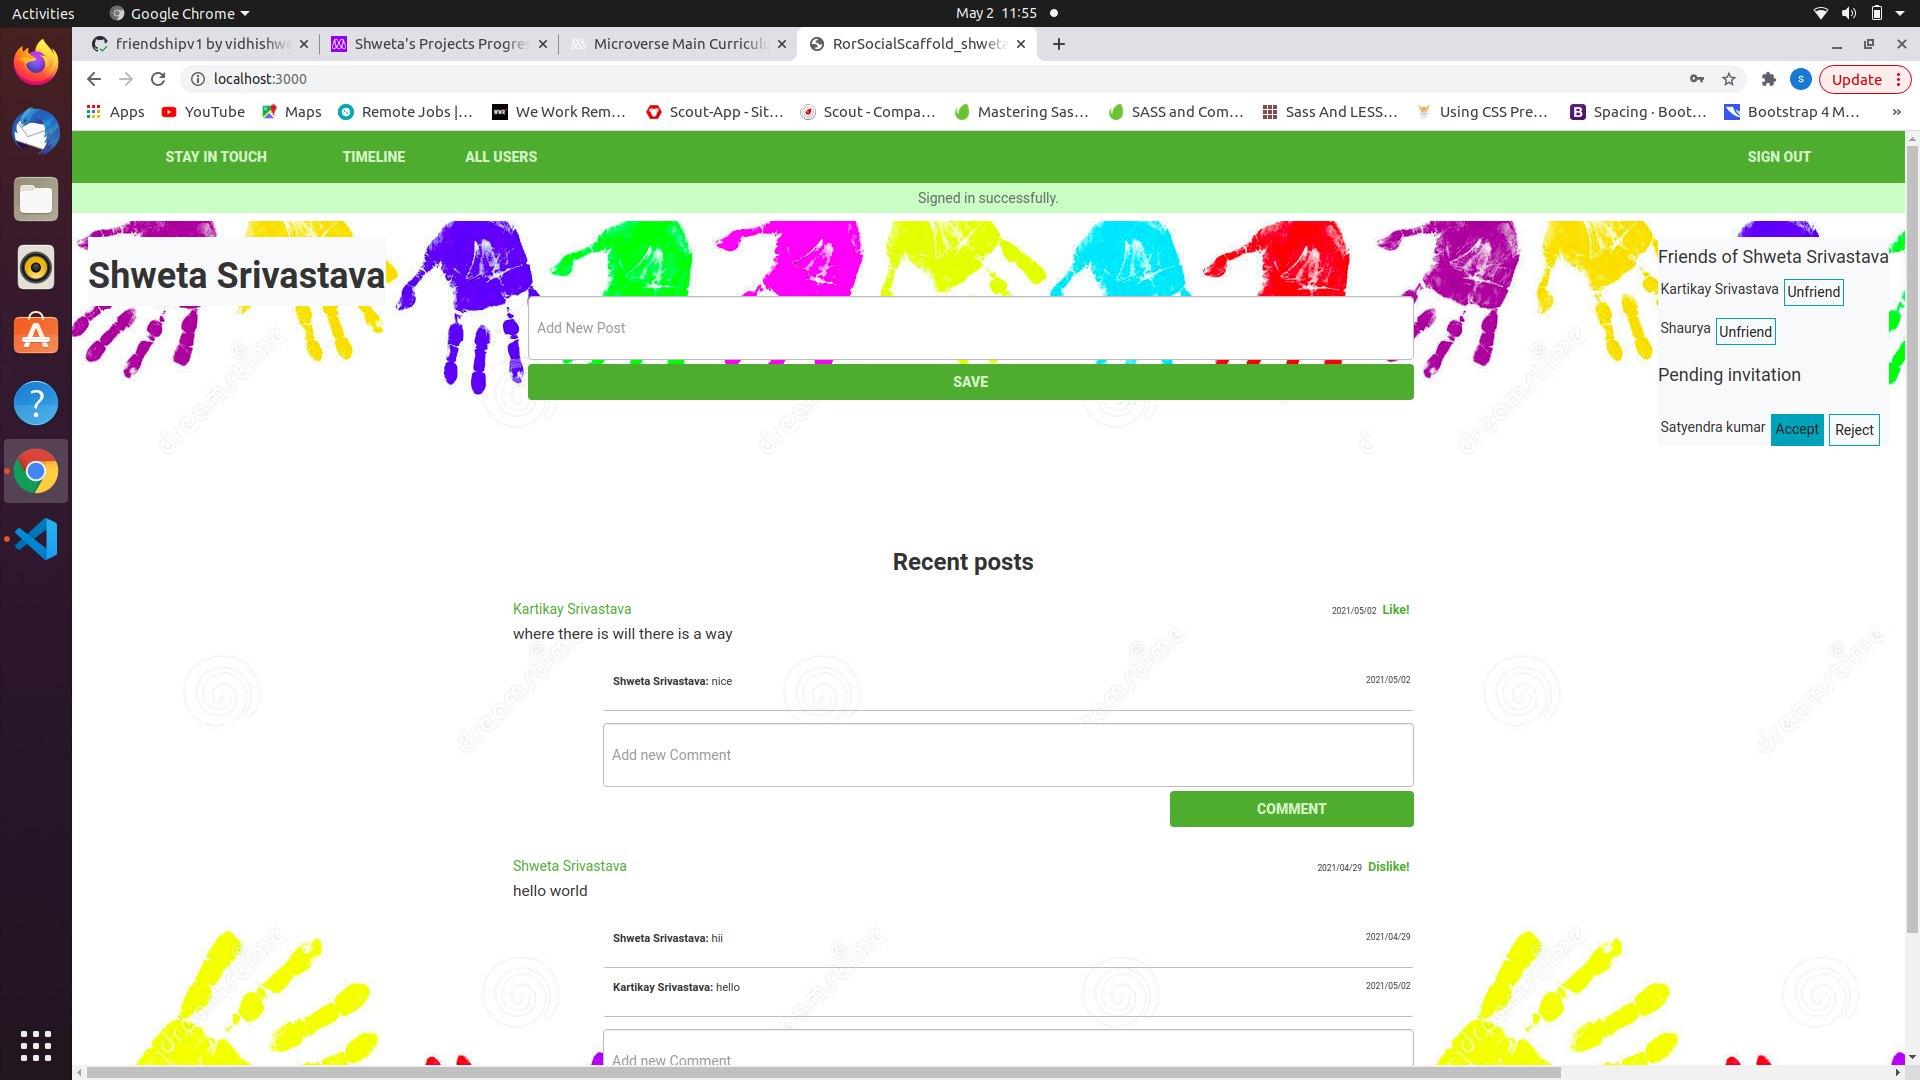 Activities Google Chrome May 2 11:55
friendshipv1 by vidhishwe Shweta's Projects Progres Microverse Main Curriculu RorSocialScaffold_shweta
localhost:3000 S Update
Apps YouTube Maps Remote Jobs |... We Work Rem... Scout-App - Sit... Scout - Compa... Mastering Sas... SASS and Com... Sass And LESS... Using CSS Pre... Spacing · Boot... Bootstrap 4 M... »
STAY IN TOUCH TIMELINE ALL USERS SIGN OUT
Signed in successfully.
Shweta Srivastava
Friends of Shweta Srivastava
Kartikay Srivastava Unfriend
Shaurya Unfriend
Pending invitation
Satyendra kumar Accept Reject
Add New Post
SAVE
Recent posts
Kartikay Srivastava 2021/05/02 Like!
where there is will there is a way
Shweta Srivastava: nice 2021/05/02
Add new Comment
COMMENT
Shweta Srivastava 2021/04/29 Dislike!
hello world
Shweta Srivastava: hii 2021/04/29
Kartikay Srivastava: hello 2021/05/02
Add new Comment
dreamstime